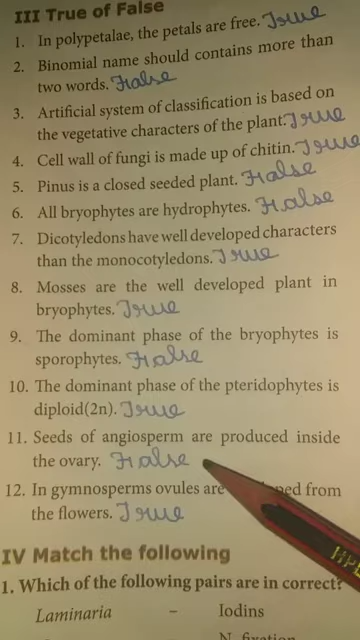 III True of False
1. In polypetalae, the petals are free. True
2. Binomial name should contains more than
two words. False
3. Artificial system of classification is based on
the vegetative characters of the plant. True
4. Cell wall of fungi is made up of chitin. True
5. Pinus is a closed seeded plant. False
6. All bryophytes are hydrophytes. False
7. Dicotyledons have well developed characters
than the monocotyledons. True
8. Mosses are the well developed plant in
bryophytes. True
9. The dominant phase of the bryophytes is
sporophytes. False
10. The dominant phase of the pteridophytes is
diploid(2n). True
11. Seeds of angiosperm are produced inside
the ovary. False
12. In gymnosperms ovules are from
the flowers. True
IV Match the following
1. Which of the following pairs are in correct?
Laminaria – Iodins
N fixation